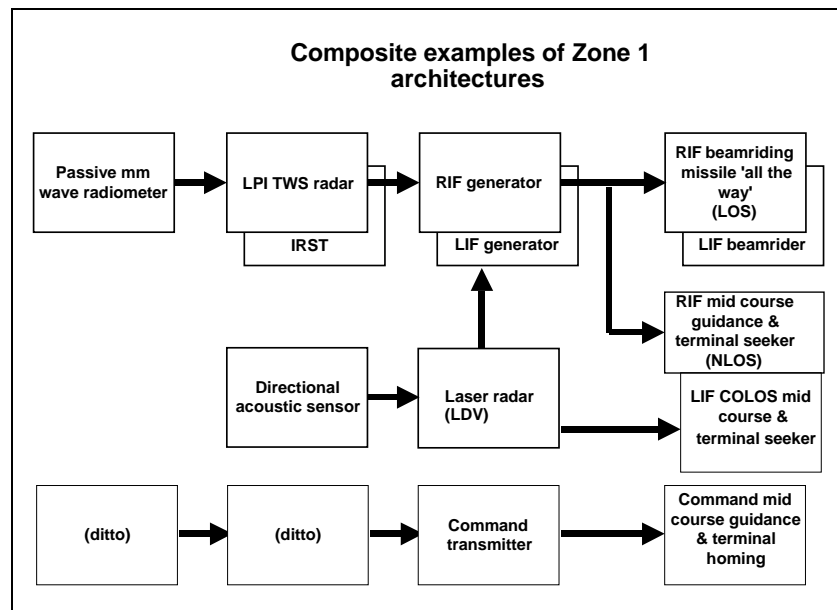 Composite examples of Zone 1
architectures
Passive mm
wave radiometer
LPI TWS radar
IRST
RIF generator
LIF generator
RIF beamriding
missile 'all the
way'
(LOS)
LIF beamrider
RIF mid course
guidance &
terminal seeker
(NLOS)
Directional
acoustic sensor
Laser radar
(LDV)
LIF COLOS mid
course &
terminal seeker
(ditto)
(ditto)
Command
transmitter
Command mid
course guidance
& terminal
homing